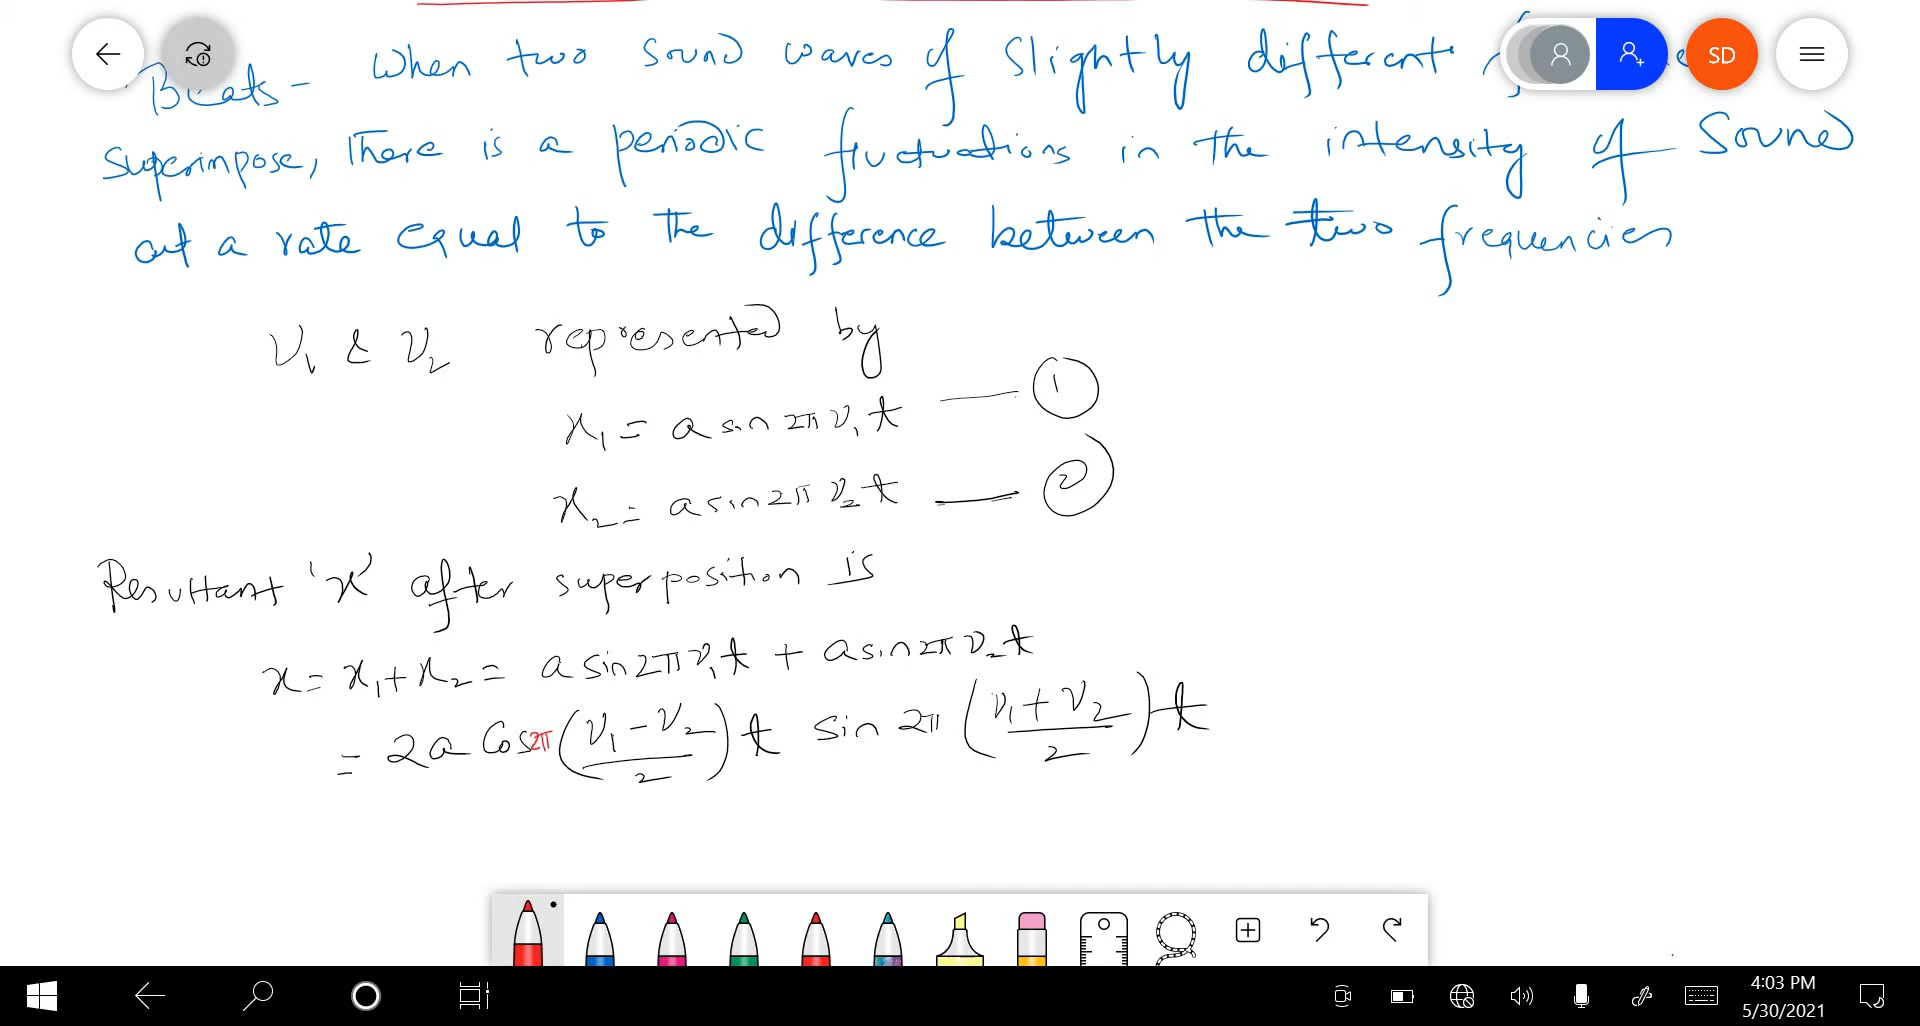 SD
Beats - When two sound waves of slightly different
superimpose, there is a periodic fluctuations in the intensity of sound
at a rate equal to the difference between the two frequencies
ν₁ & ν₂ represented by
x₁ = a sin 2π ν₁ t — ①
x₂ = a sin 2π ν₂ t — ②
Resultant 'x' after superposition is
x = x₁ + x₂ = a sin 2π ν₁ t + a sin 2π ν₂ t
= 2a Cos 2π ((ν₁ - ν₂)/2) t sin 2π ((ν₁ + ν₂)/2) t
4:03 PM
5/30/2021